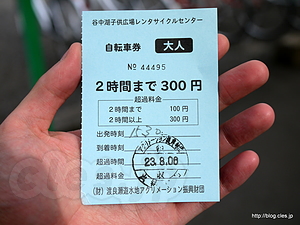 谷中湖子供広場レンタサイクルセンター
自転車券 大人
№ 44495
2時間まで 300円
超過料金
2時間まで 100円
2時間以上 300円
出発時刻 1530
到着時刻
超過時間
超過料金
23.8.06
(財)渡良瀬遊水地アクリメーション振興財団
http://blog.cles.jp